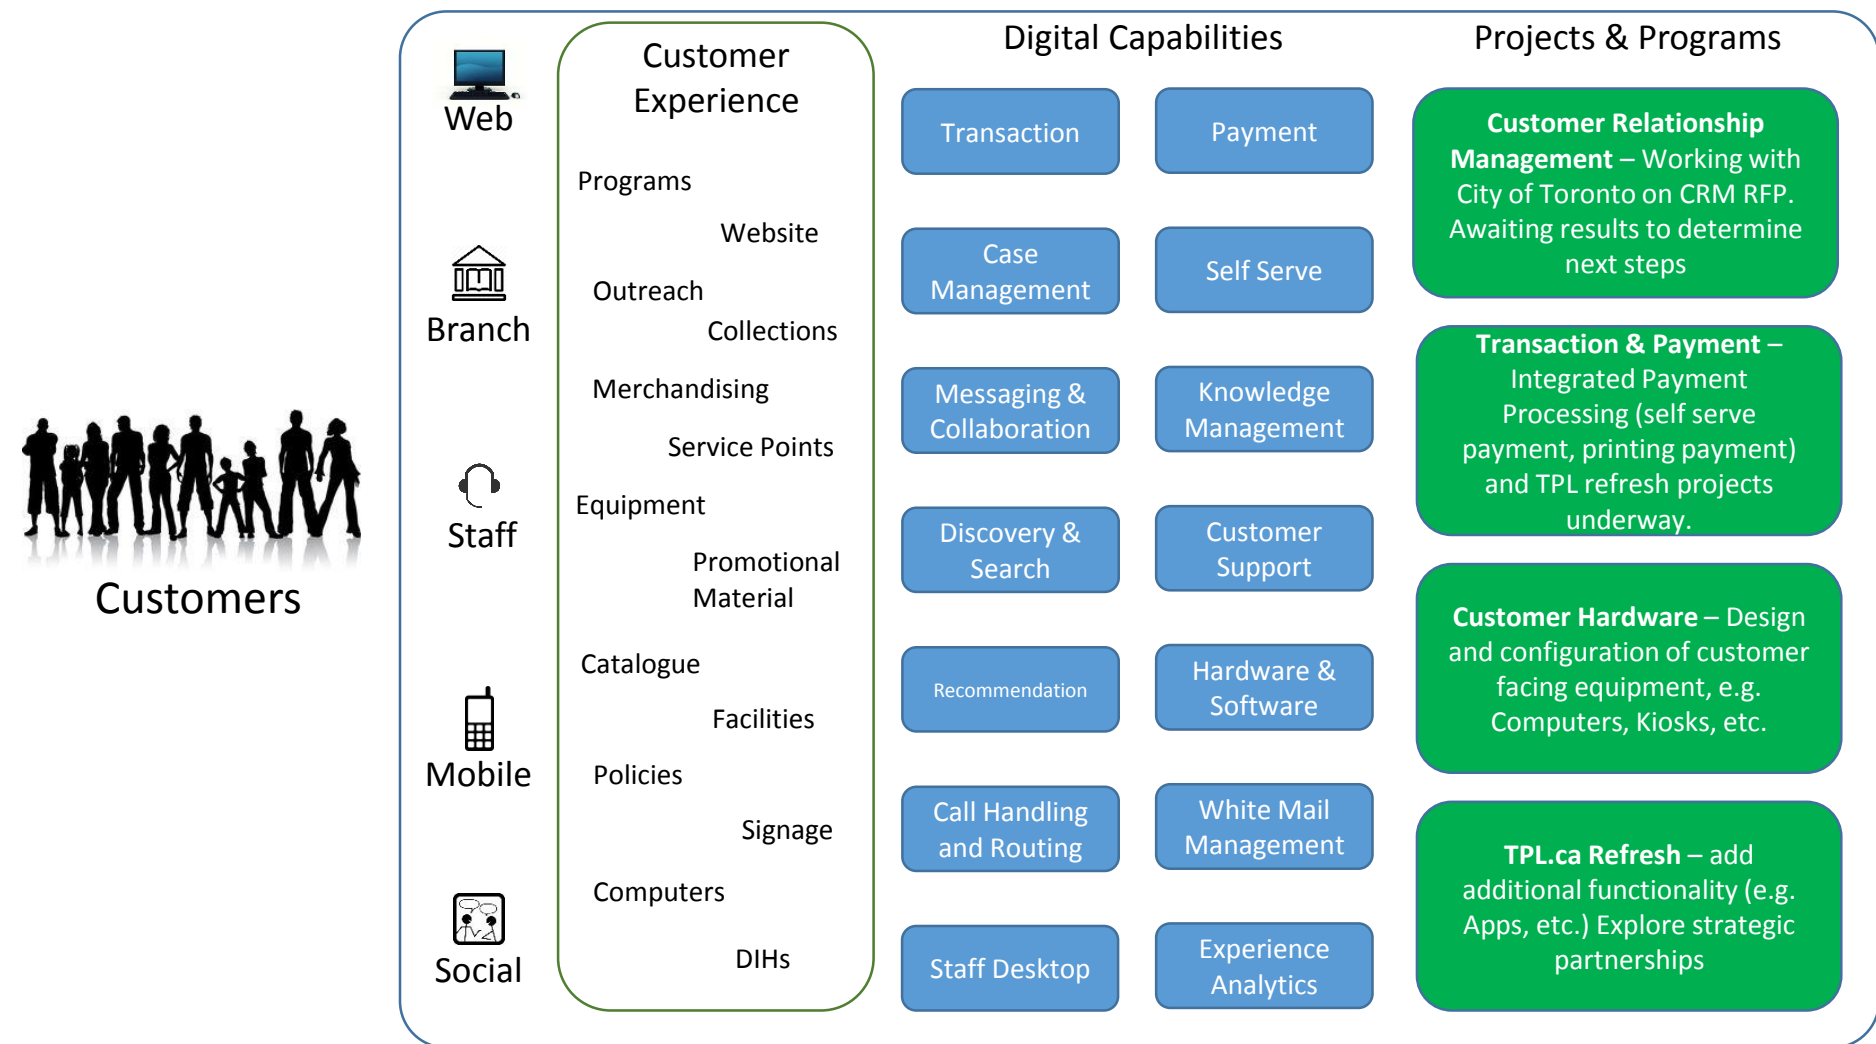 Customers
Web
Branch
Staff
Mobile
Social
Customer
Experience
Programs
Website
Outreach
Collections
Merchandising
Service Points
Equipment
Promotional
Material
Catalogue
Facilities
Policies
Signage
Computers
DIHs
Digital Capabilities
Transaction
Payment
Case
Management
Self Serve
Messaging &
Collaboration
Knowledge
Management
Discovery &
Search
Customer
Support
Recommendation
Hardware &
Software
Call Handling
and Routing
White Mail
Management
Staff Desktop
Experience
Analytics
Projects & Programs
Customer Relationship
Management – Working with
City of Toronto on CRM RFP.
Awaiting results to determine
next steps
Transaction & Payment –
Integrated Payment
Processing (self serve
payment, printing payment)
and TPL refresh projects
underway.
Customer Hardware – Design
and configuration of customer
facing equipment, e.g.
Computers, Kiosks, etc.
TPL.ca Refresh – add
additional functionality (e.g.
Apps, etc.) Explore strategic
partnerships